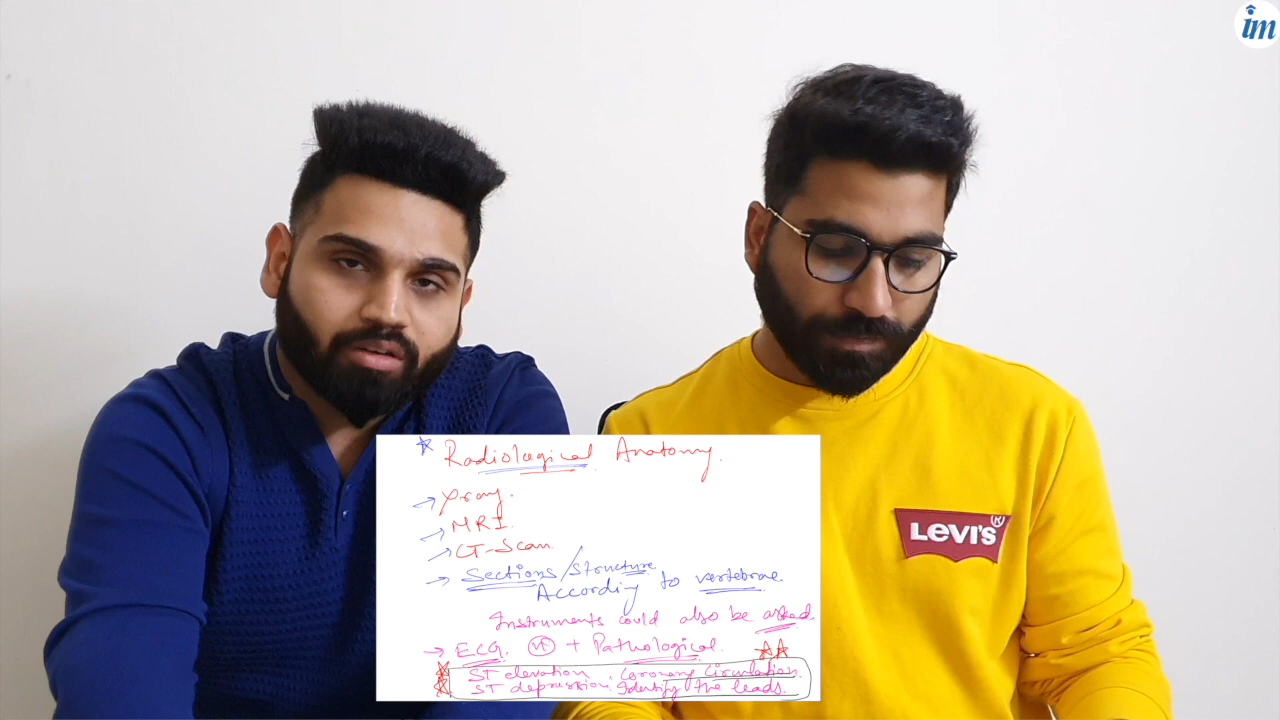 im
Radiological Anatomy.
Xray.
MRI.
CT-Scan
Sections / Structure
According to vertebrae.
Instruments could also be asked.
ECG. + Pathological.
ST elevation. Coronary Circulation.
ST depression. Identify the leads.
LEVI'S®